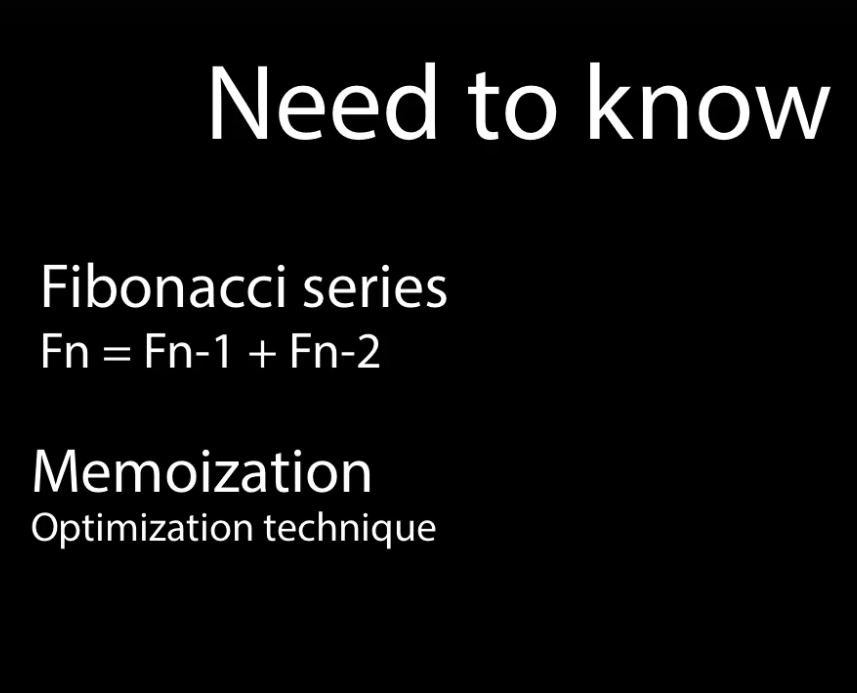 Need to know
Fibonacci series
Fn = Fn-1 + Fn-2
Memoization
Optimization technique